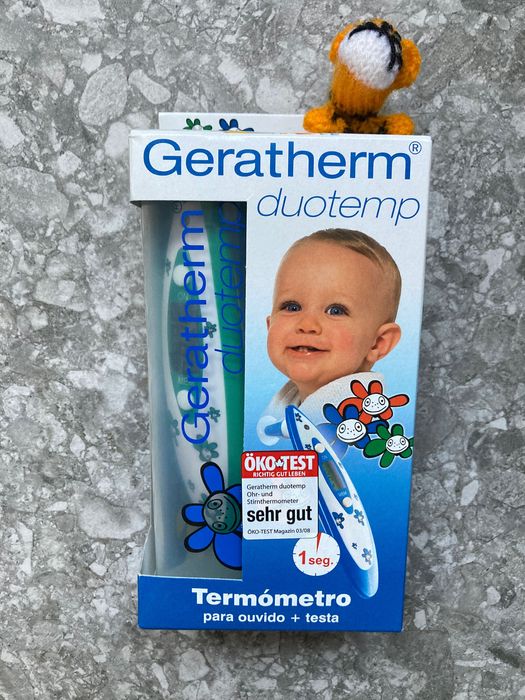 Geratherm®
duotemp
Geratherm
duotemp
ÖKO TEST
RICHTIG GUT LEBEN
Geratherm duotemp
Ohr- und
Stirnthermometer
sehr gut
ÖKO-TEST Magazin 03/08
1 seg.
Termómetro
para ouvido + testa